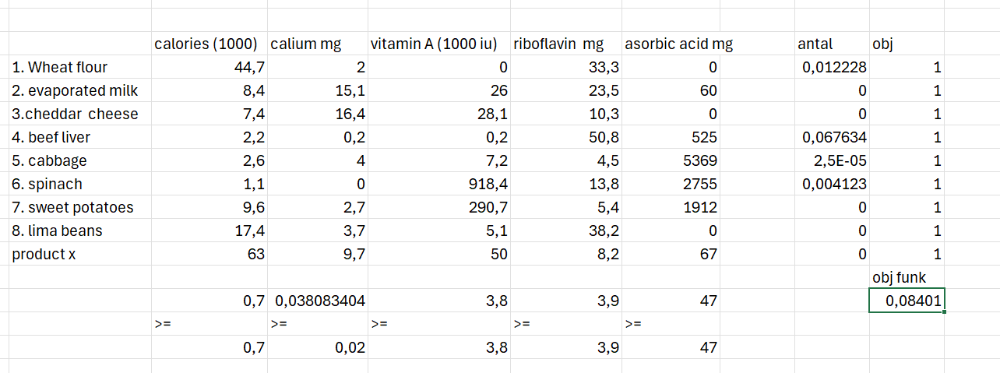 calories (1000) calium mg vitamin A (1000 iu) riboflavin mg asorbic acid mg antal obj
1. Wheat flour 44,7 2 0 33,3 0 0,012228 1
2. evaporated milk 8,4 15,1 26 23,5 60 0 1
3.cheddar cheese 7,4 16,4 28,1 10,3 0 0 1
4. beef liver 2,2 0,2 0,2 50,8 525 0,067634 1
5. cabbage 2,6 4 7,2 4,5 5369 2,5E-05 1
6. spinach 1,1 0 918,4 13,8 2755 0,004123 1
7. sweet potatoes 9,6 2,7 290,7 5,4 1912 0 1
8. lima beans 17,4 3,7 5,1 38,2 0 0 1
product x 63 9,7 50 8,2 67 0 1
obj funk
0,7 0,038083404 3,8 3,9 47 0,08401
>= >= >= >= >=
0,7 0,02 3,8 3,9 47